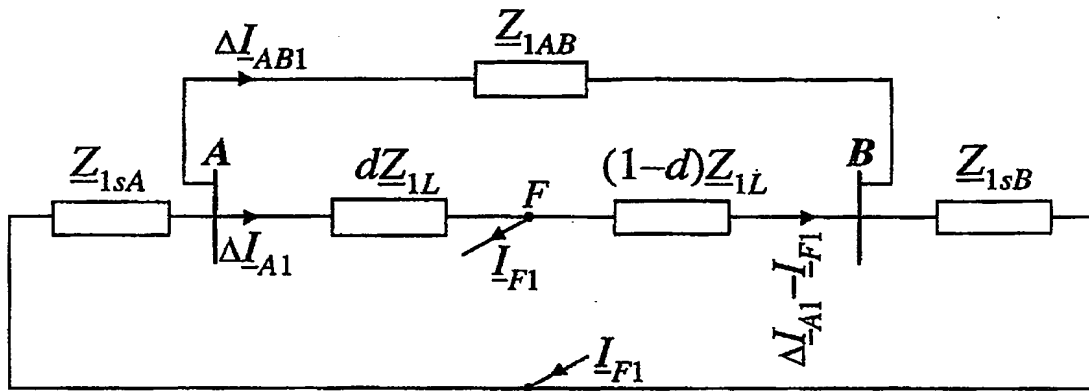 ΔI_AB1
Z_1AB
Z_1sA
A
dZ_1L
F
(1–d)Z_1L
B
Z_1sB
ΔI_A1
I_F1
ΔI_A1–I_F1
I_F1